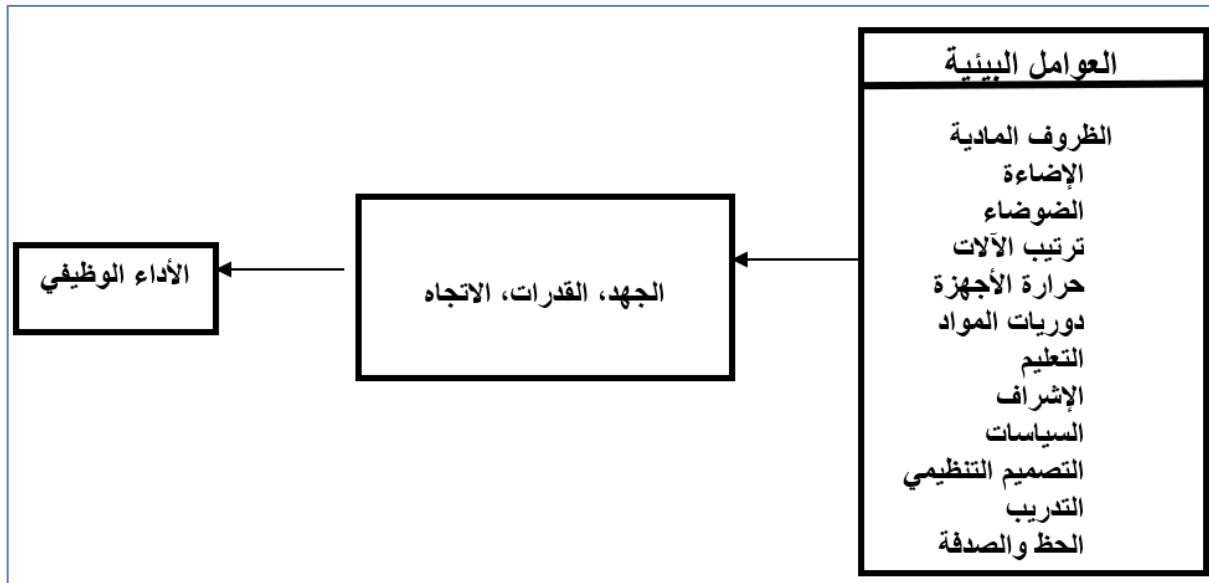 العوامل البيئية
الظروف المادية
الإضاءة
الضوضاء
ترتيب الآلات
حرارة الأجهزة
دوريات المواد
التعليم
الإشراف
السياسات
التصميم التنظيمي
التدريب
الحظ والصدفة
الجهد، القدرات، الاتجاه
الأداء الوظيفي